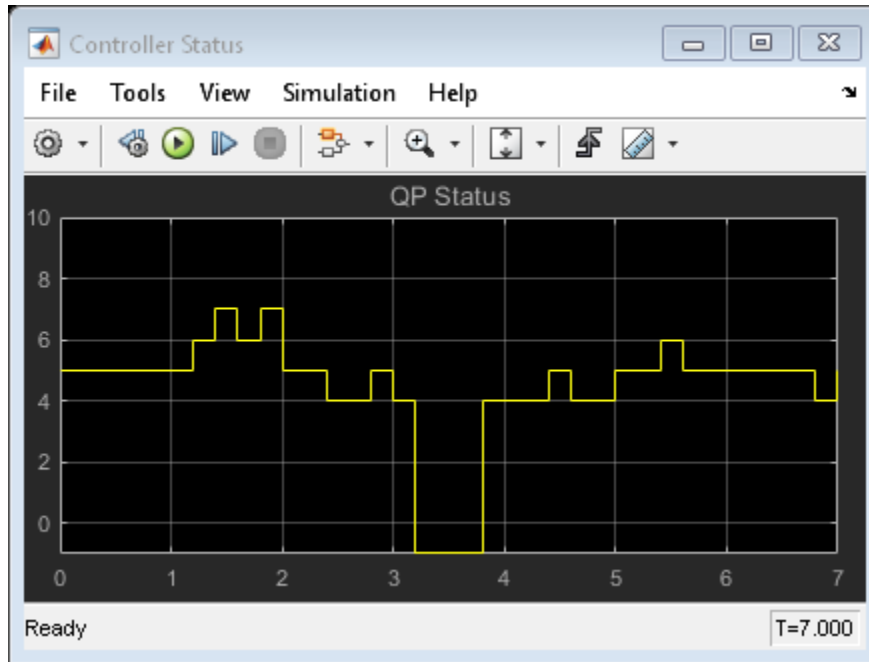 Controller Status
File Tools View Simulation Help
QP Status
10
8
6
4
2
0
0 1 2 3 4 5 6 7
Ready T=7.000